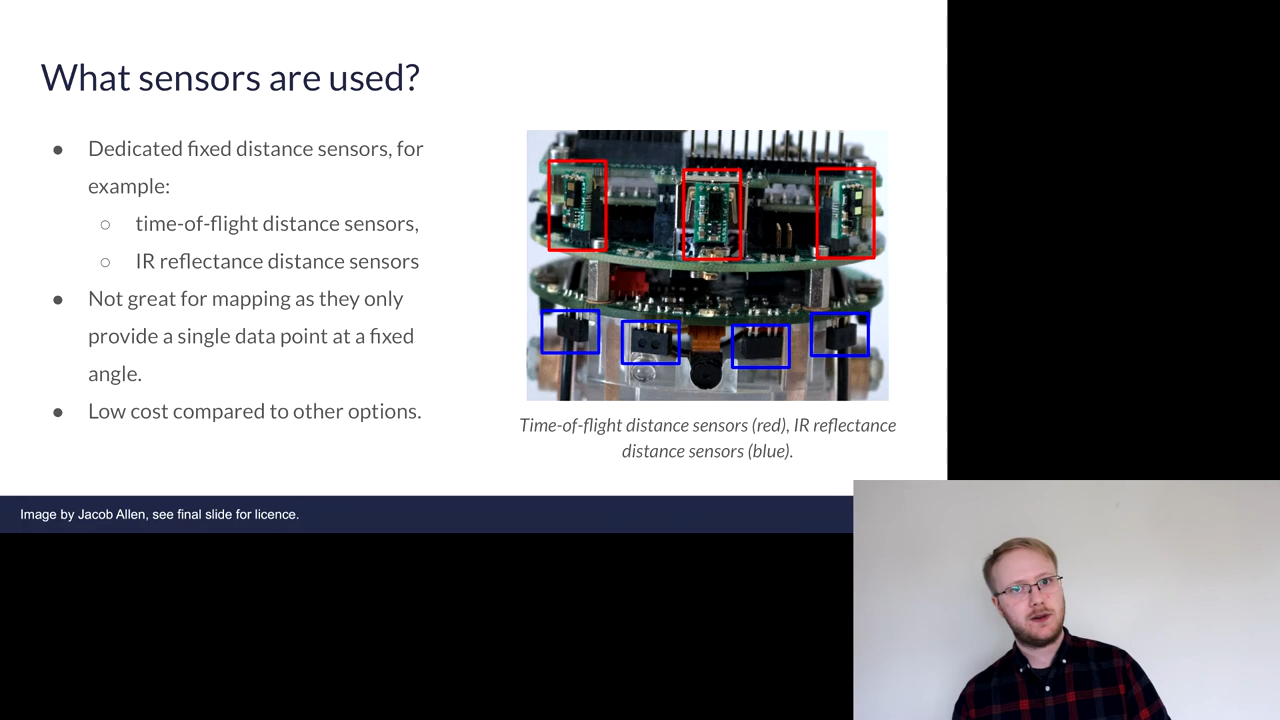 What sensors are used?
● Dedicated fixed distance sensors, for
example:
○ time-of-flight distance sensors,
○ IR reflectance distance sensors
● Not great for mapping as they only
provide a single data point at a fixed
angle.
● Low cost compared to other options.
Time-of-flight distance sensors (red), IR reflectance
distance sensors (blue).
Image by Jacob Allen, see final slide for licence.